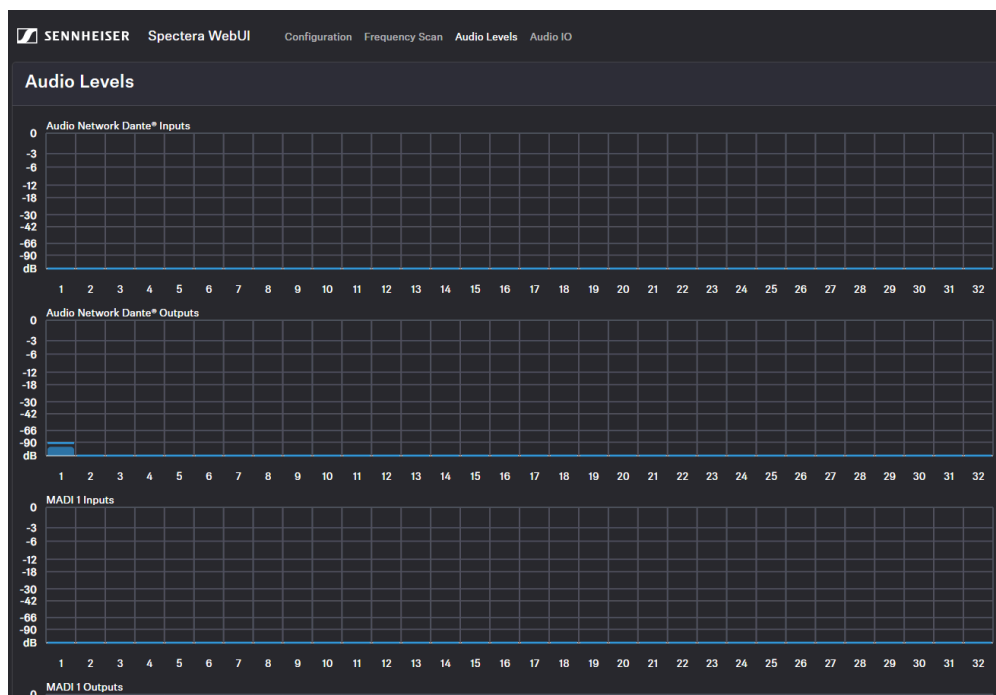 SENNHEISER Spectera WebUI Configuration Frequency Scan Audio Levels Audio IO
Audio Levels
Audio Network Dante® Inputs
0
-3
-6
-12
-18
-30
-42
-66
-90
dB
1 2 3 4 5 6 7 8 9 10 11 12 13 14 15 16 17 18 19 20 21 22 23 24 25 26 27 28 29 30 31 32
Audio Network Dante® Outputs
0
-3
-6
-12
-18
-30
-42
-66
-90
dB
1 2 3 4 5 6 7 8 9 10 11 12 13 14 15 16 17 18 19 20 21 22 23 24 25 26 27 28 29 30 31 32
MADI 1 Inputs
0
-3
-6
-12
-18
-30
-42
-66
-90
dB
1 2 3 4 5 6 7 8 9 10 11 12 13 14 15 16 17 18 19 20 21 22 23 24 25 26 27 28 29 30 31 32
MADI 1 Outputs
0